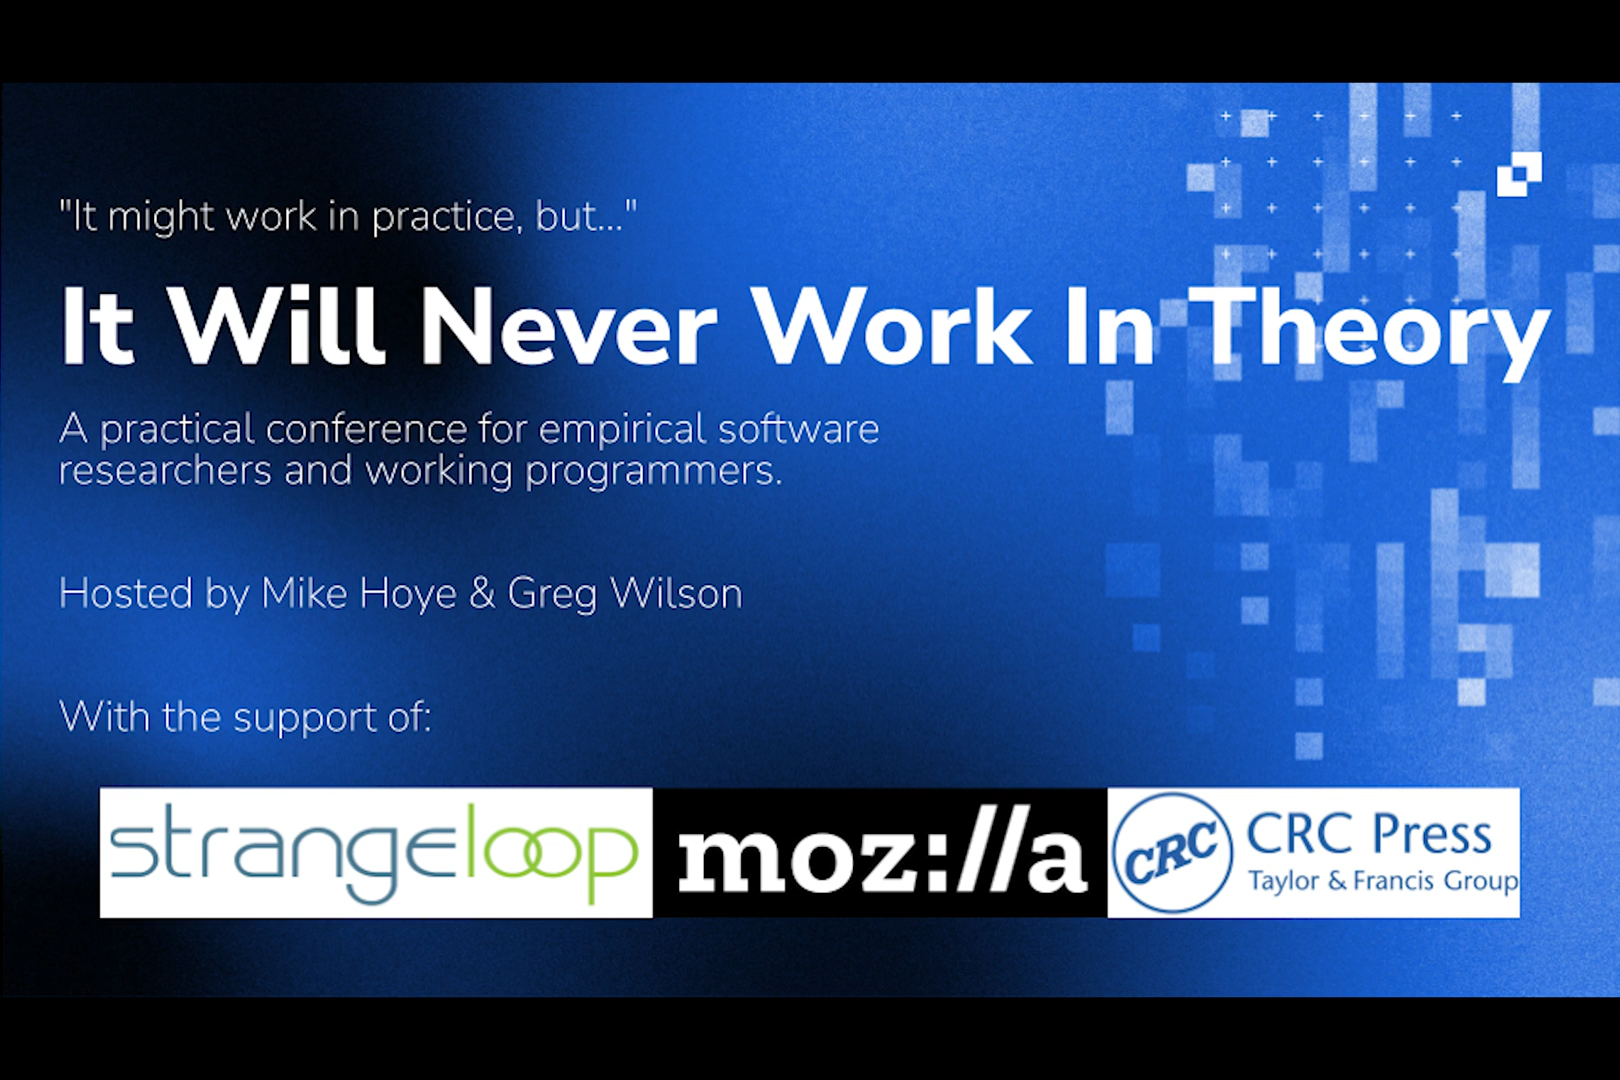 "It might work in practice, but..."
It Will Never Work In Theory
A practical conference for empirical software
researchers and working programmers.
Hosted by Mike Hoye & Greg Wilson
With the support of:
strangeloop
moz://a
CRC
CRC Press
Taylor & Francis Group